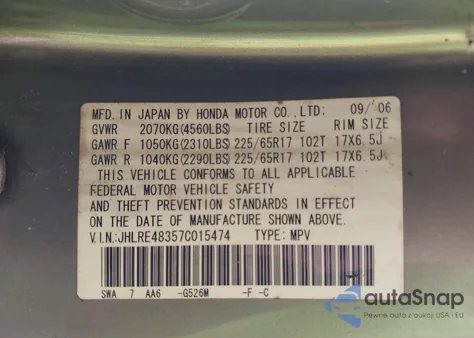 MFD. IN JAPAN BY HONDA MOTOR CO., LTD: 09/06
GVWR 2070KG(4560LBS) TIRE SIZE RIM SIZE
GAWR F 1050KG(2310LBS) 225/65R17 102T 17X6.5J
GAWR R 1040KG(2290LBS) 225/65R17 102T 17X6.5J
THIS VEHICLE CONFORMS TO ALL APPLICABLE
FEDERAL MOTOR VEHICLE SAFETY
AND THEFT PREVENTION STANDARDS IN EFFECT
ON THE DATE OF MANUFACTURE SHOWN ABOVE.
V.I.N:JHLRE48357C015474 TYPE: MPV
SWA 7 AA6 -G526M -F -C
autaSnap
Pewne auta z object USA - EU